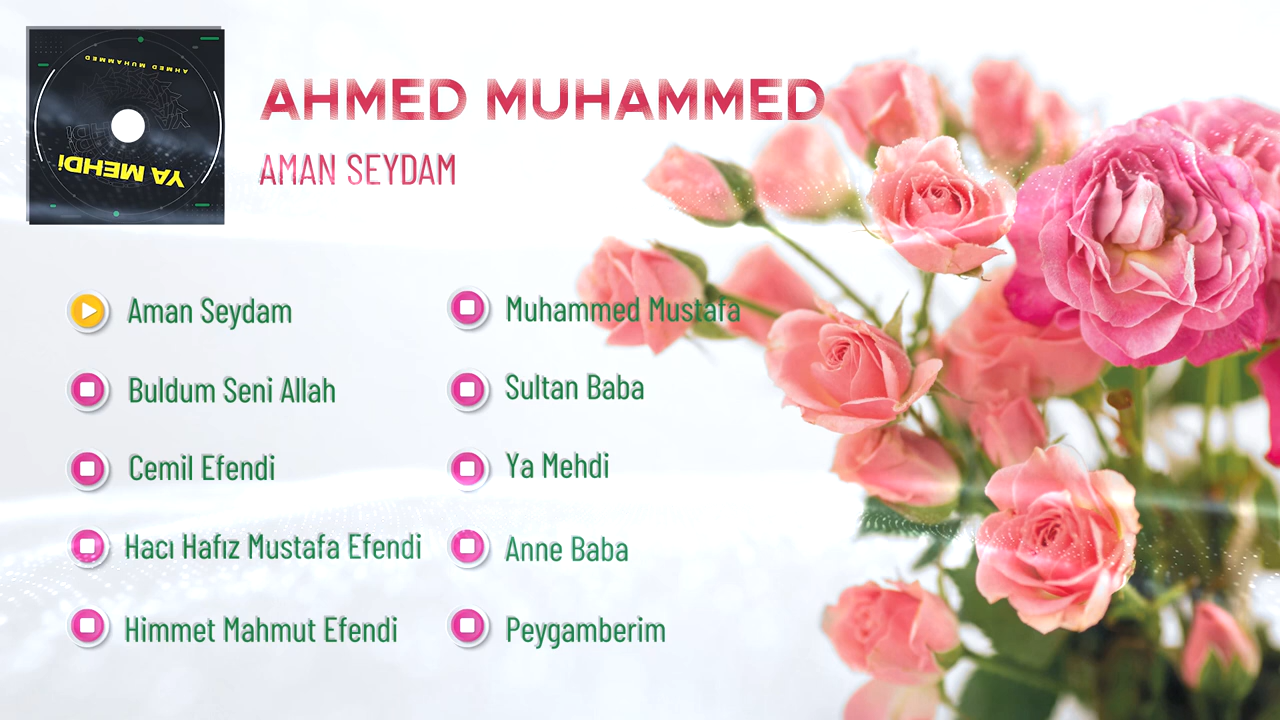 AHMED MUHAMMED
YA MEHDİ
AHMED MUHAMMED
AMAN SEYDAM
Aman Seydam
Buldum Seni Allah
Cemil Efendi
Hacı Hafız Mustafa Efendi
Himmet Mahmut Efendi
Muhammed Mustafa
Sultan Baba
Ya Mehdi
Anne Baba
Peygamberim